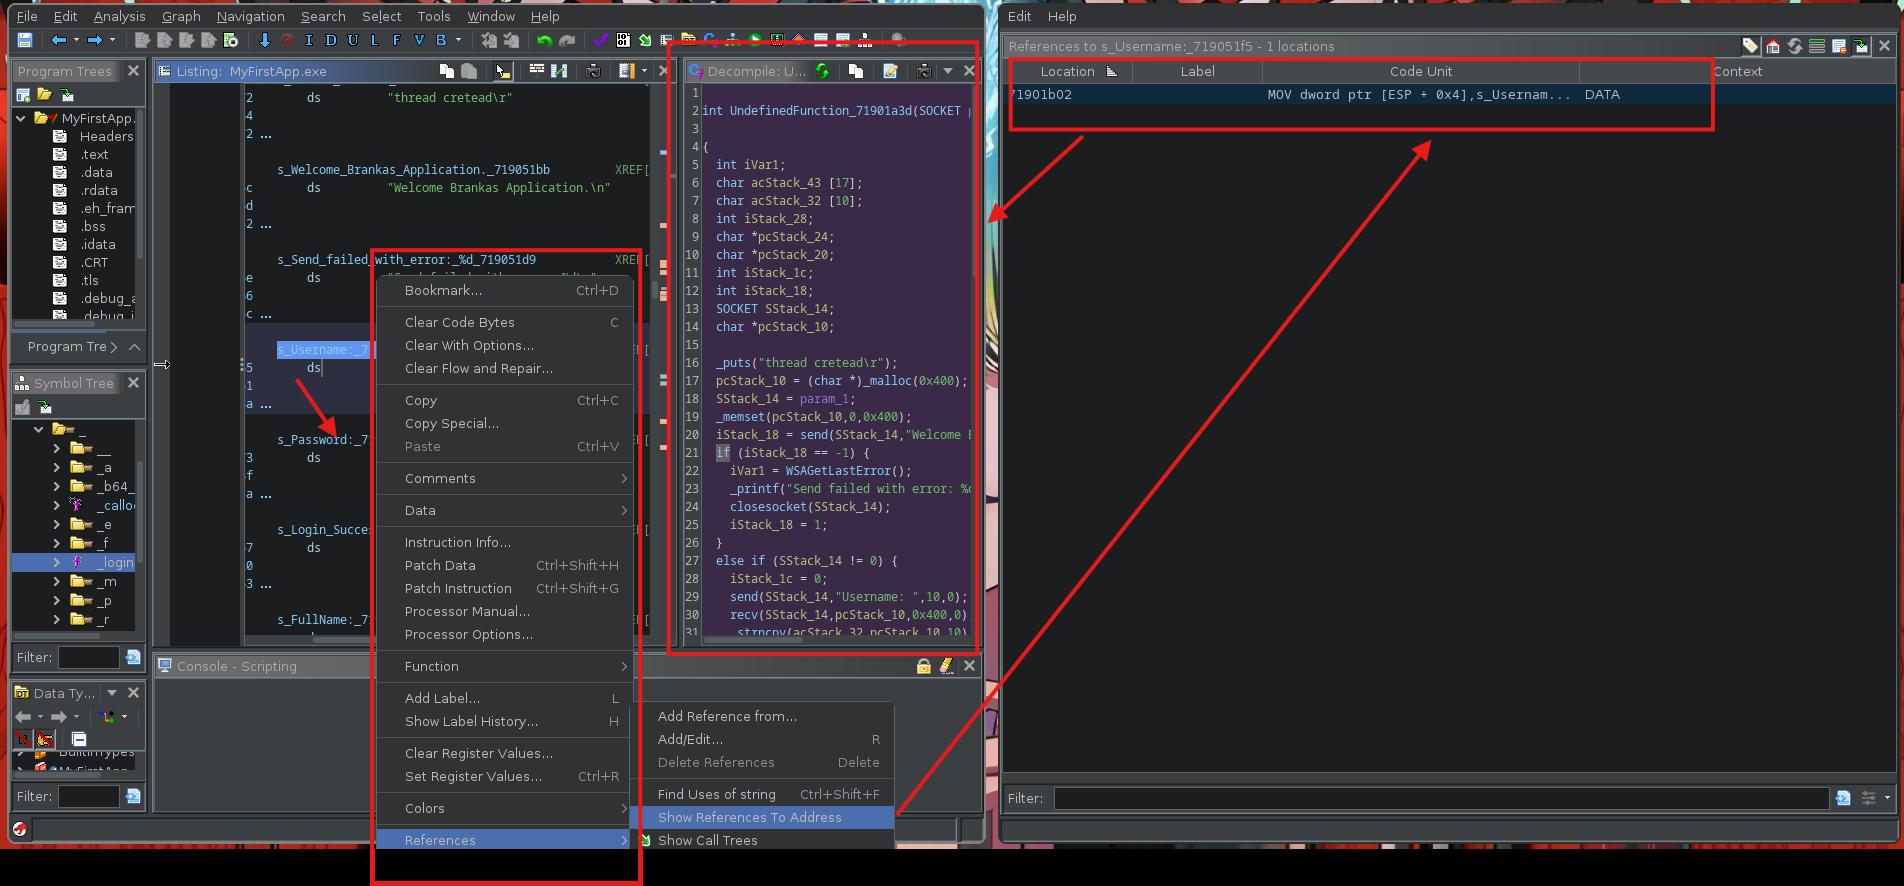 File Edit Analysis Graph Navigation Search Select Tools Window Help
I D U L F V B
Program Trees
MyFirstApp.
Headers
.text
.data
.rdata
.eh_fram
.bss
.idata
.CRT
.tls
.debug_a
Program Tre
Symbol Tree
_
__
_a
_b64_
_callo
_e
_f
_login
_m
_p
_r
Filter:
Data Ty...
BuiltInTypes
MyFirstApp
Filter:
Listing: MyFirstApp.exe
2 ds "thread cretead\r"
4
2 ...
s_Welcome_Brankas_Application._719051bb XREF[
c ds "Welcome Brankas Application.\n"
d
2 ...
s_Send_failed_with_error:_%d_719051d9 XREF[
e ds
6
c ...
s_Username:_7
5 ds
1
a ...
s_Password:_7
3 ds
f
a ...
s_Login_Succes
7 ds
0
3 ...
s_FullName:_71
Bookmark... Ctrl+D
Clear Code Bytes C
Clear With Options...
Clear Flow and Repair...
Copy Ctrl+C
Copy Special...
Paste Ctrl+V
Comments
Data
Instruction Info...
Patch Data Ctrl+Shift+H
Patch Instruction Ctrl+Shift+G
Processor Manual...
Processor Options...
Function
Add Label... L
Show Label History... H
Clear Register Values...
Set Register Values... Ctrl+R
Colors
References
Add Reference from...
Add/Edit... R
Delete References Delete
Find Uses of string Ctrl+Shift+F
Show References To Address
Show Call Trees
Console - Scripting
Decompile: U...
1
2 int UndefinedFunction_71901a3d(SOCKET p
3
4 {
5 int iVar1;
6 char acStack_43 [17];
7 char acStack_32 [10];
8 int iStack_28;
9 char *pcStack_24;
10 char *pcStack_20;
11 int iStack_1c;
12 int iStack_18;
13 SOCKET SStack_14;
14 char *pcStack_10;
15
16 _puts("thread cretead\r");
17 pcStack_10 = (char *)_malloc(0x400);
18 SStack_14 = param_1;
19 _memset(pcStack_10,0,0x400);
20 iStack_18 = send(SStack_14,"Welcome B
21 if (iStack_18 == -1) {
22 iVar1 = WSAGetLastError();
23 _printf("Send failed with error: %d
24 closesocket(SStack_14);
25 iStack_18 = 1;
26 }
27 else if (SStack_14 != 0) {
28 iStack_1c = 0;
29 send(SStack_14,"Username: ",10,0);
30 recv(SStack_14,pcStack_10,0x400,0)
31 _strncpy(acStack_32,pcStack_10,10)
Edit Help
References to s_Username:_719051f5 - 1 locations
Location Label Code Unit Context
71901b02 MOV dword ptr [ESP + 0x4],s_Usernam... DATA
Filter: